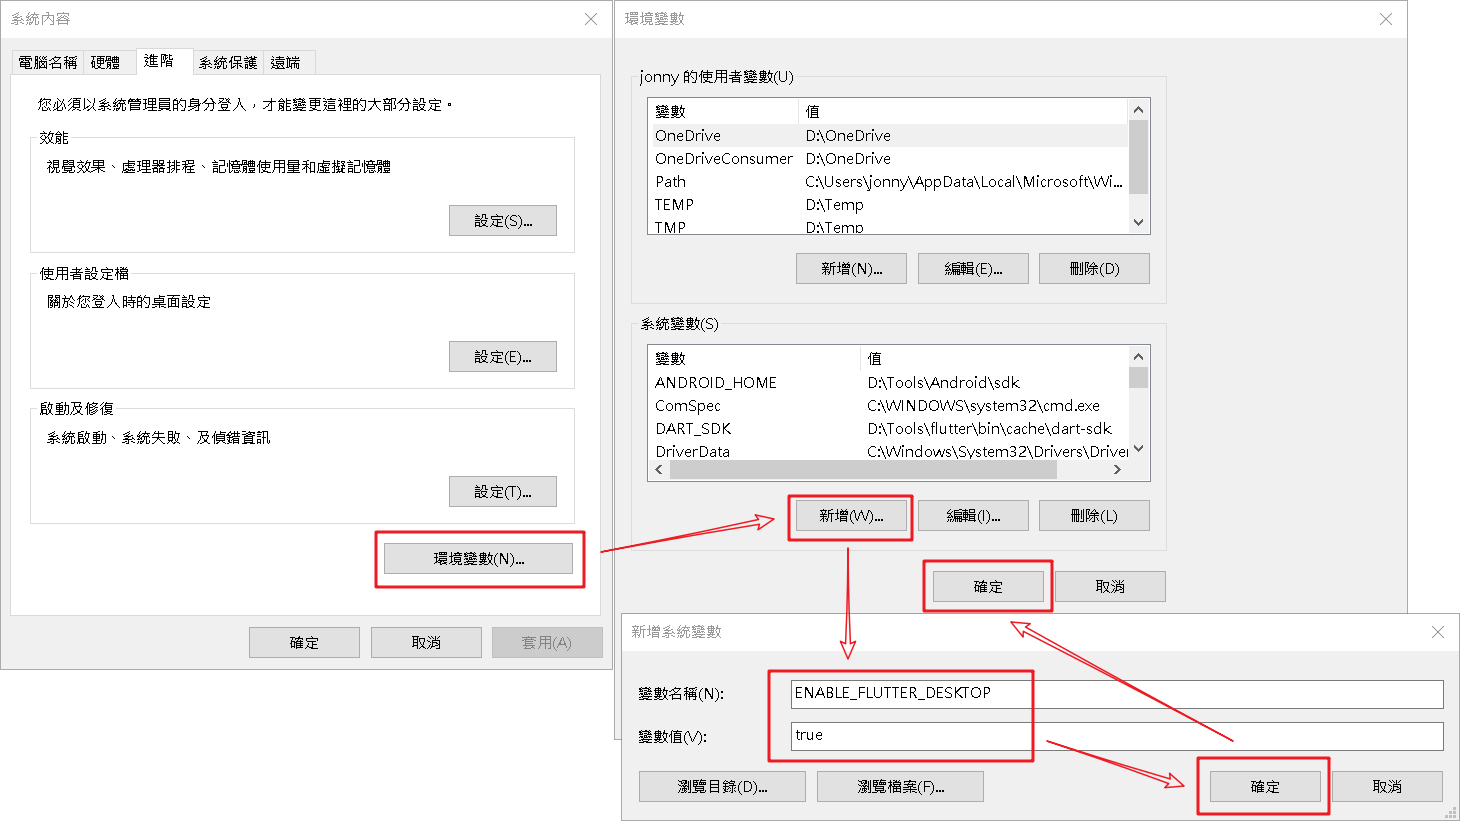 系統內容
電腦名稱
硬體
進階
系統保護
遠端
您必須以系統管理員的身分登入，才能變更這裡的大部分設定。
效能
視覺效果、處理器排程、記憶體使用量和虛擬記憶體
設定(S)...
使用者設定檔
關於您登入時的桌面設定
設定(E)...
啟動及修復
系統啟動、系統失敗、及偵錯資訊
設定(T)...
環境變數(N)...
確定
取消
套用(A)
環境變數
jonny 的使用者變數(U)
變數 值
OneDrive D:\OneDrive
OneDriveConsumer D:\OneDrive
Path C:\Users\jonny\AppData\Local\Microsoft\Wi...
TEMP D:\Temp
TMP D:\Temp
新增(N)...
編輯(E)...
刪除(D)
系統變數(S)
變數 值
ANDROID_HOME D:\Tools\Android\sdk
ComSpec C:\WINDOWS\system32\cmd.exe
DART_SDK D:\Tools\flutter\bin\cache\dart-sdk
DriverData C:\Windows\System32\Drivers\Driver
新增(W)...
編輯(I)...
刪除(L)
確定
取消
新增系統變數
變數名稱(N): ENABLE_FLUTTER_DESKTOP
變數值(V): true
瀏覽目錄(D)...
瀏覽檔案(F)...
確定
取消